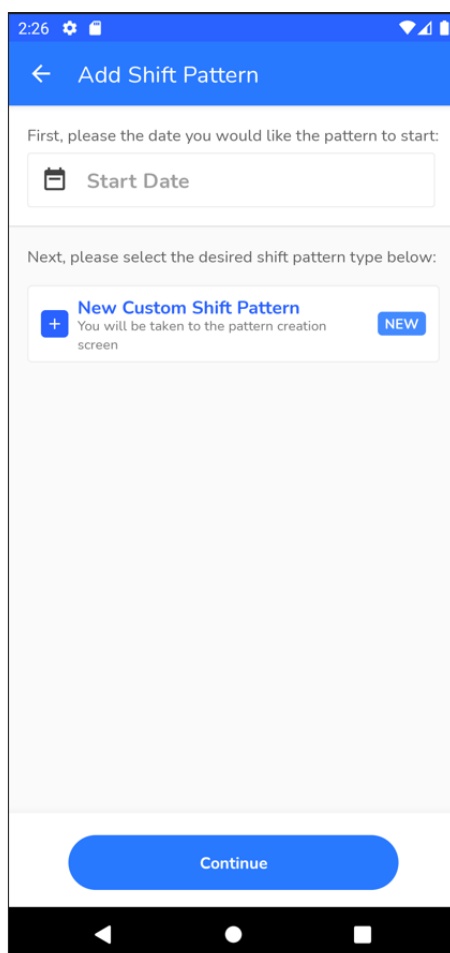 2:26
Add Shift Pattern
First, please the date you would like the pattern to start:
Start Date
Next, please select the desired shift pattern type below:
New Custom Shift Pattern
You will be taken to the pattern creation
screen
NEW
Continue